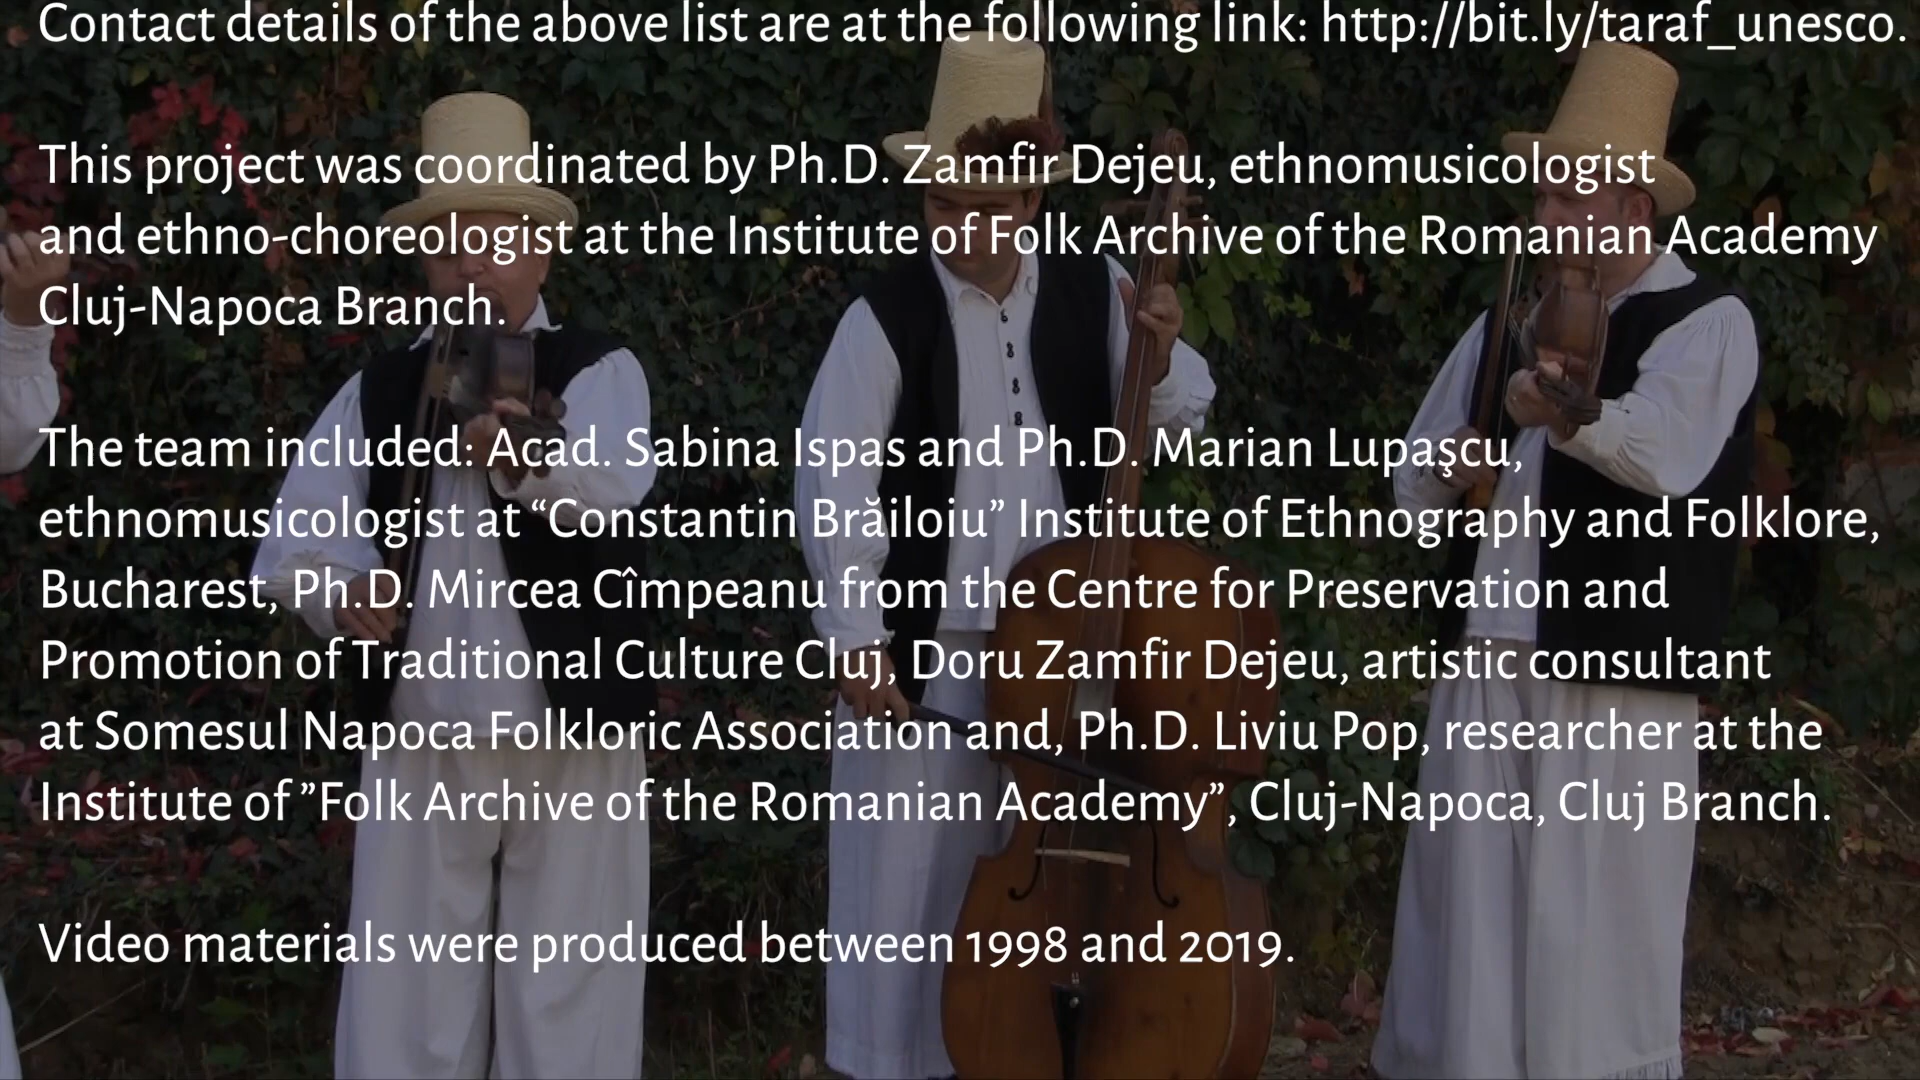 Contact details of the above list are at the following link: http://bit.ly/taraf_unesco.
This project was coordinated by Ph.D. Zamfir Dejeu, ethnomusicologist
and ethno-choreologist at the Institute of Folk Archive of the Romanian Academy
Cluj-Napoca Branch.
The team included: Acad. Sabina Ispas and Ph.D. Marian Lupaşcu,
ethnomusicologist at “Constantin Brăiloiu” Institute of Ethnography and Folklore,
Bucharest, Ph.D. Mircea Cîmpeanu from the Centre for Preservation and
Promotion of Traditional Culture Cluj, Doru Zamfir Dejeu, artistic consultant
at Somesul Napoca Folkloric Association and, Ph.D. Liviu Pop, researcher at the
Institute of ”Folk Archive of the Romanian Academy”, Cluj-Napoca, Cluj Branch.
Video materials were produced between 1998 and 2019.